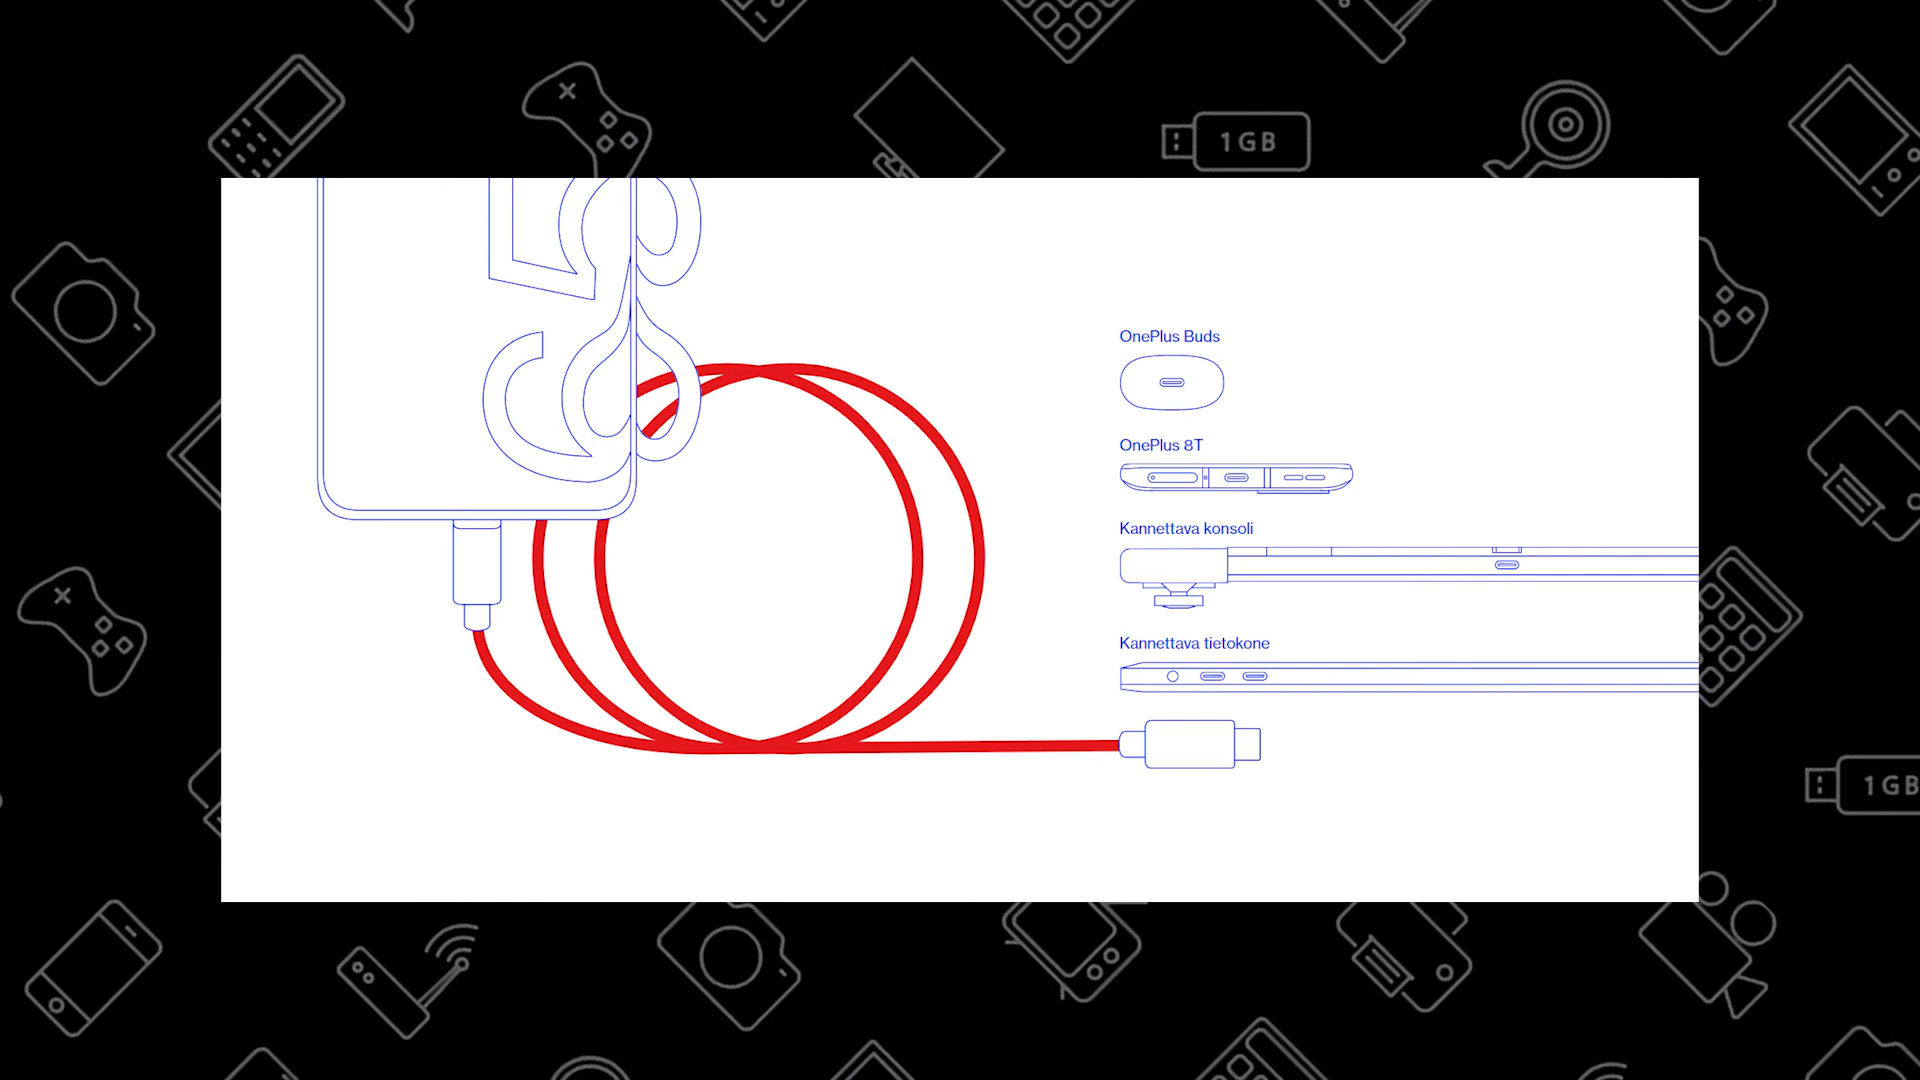 1GB
OnePlus Buds
OnePlus 8T
Kannettava konsoli
Kannettava tietokone
1GB